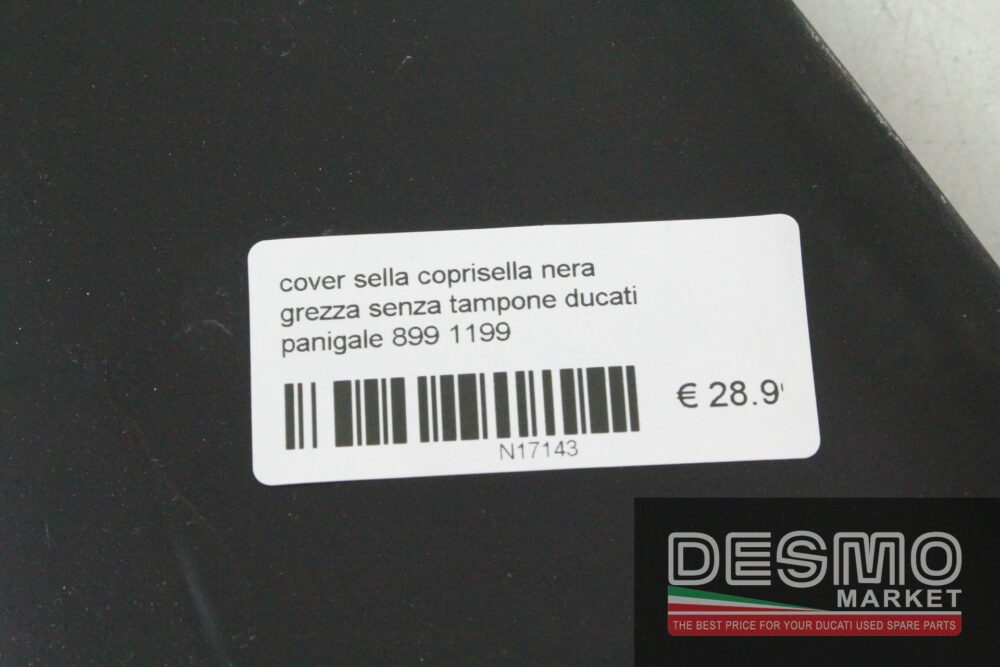 cover sella coprisella nera
grezza senza tampone ducati
panigale 899 1199
€ 28.9
N17143
DESMO
MARKET
THE BEST PRICE FOR YOUR DUCATI USED SPARE PARTS